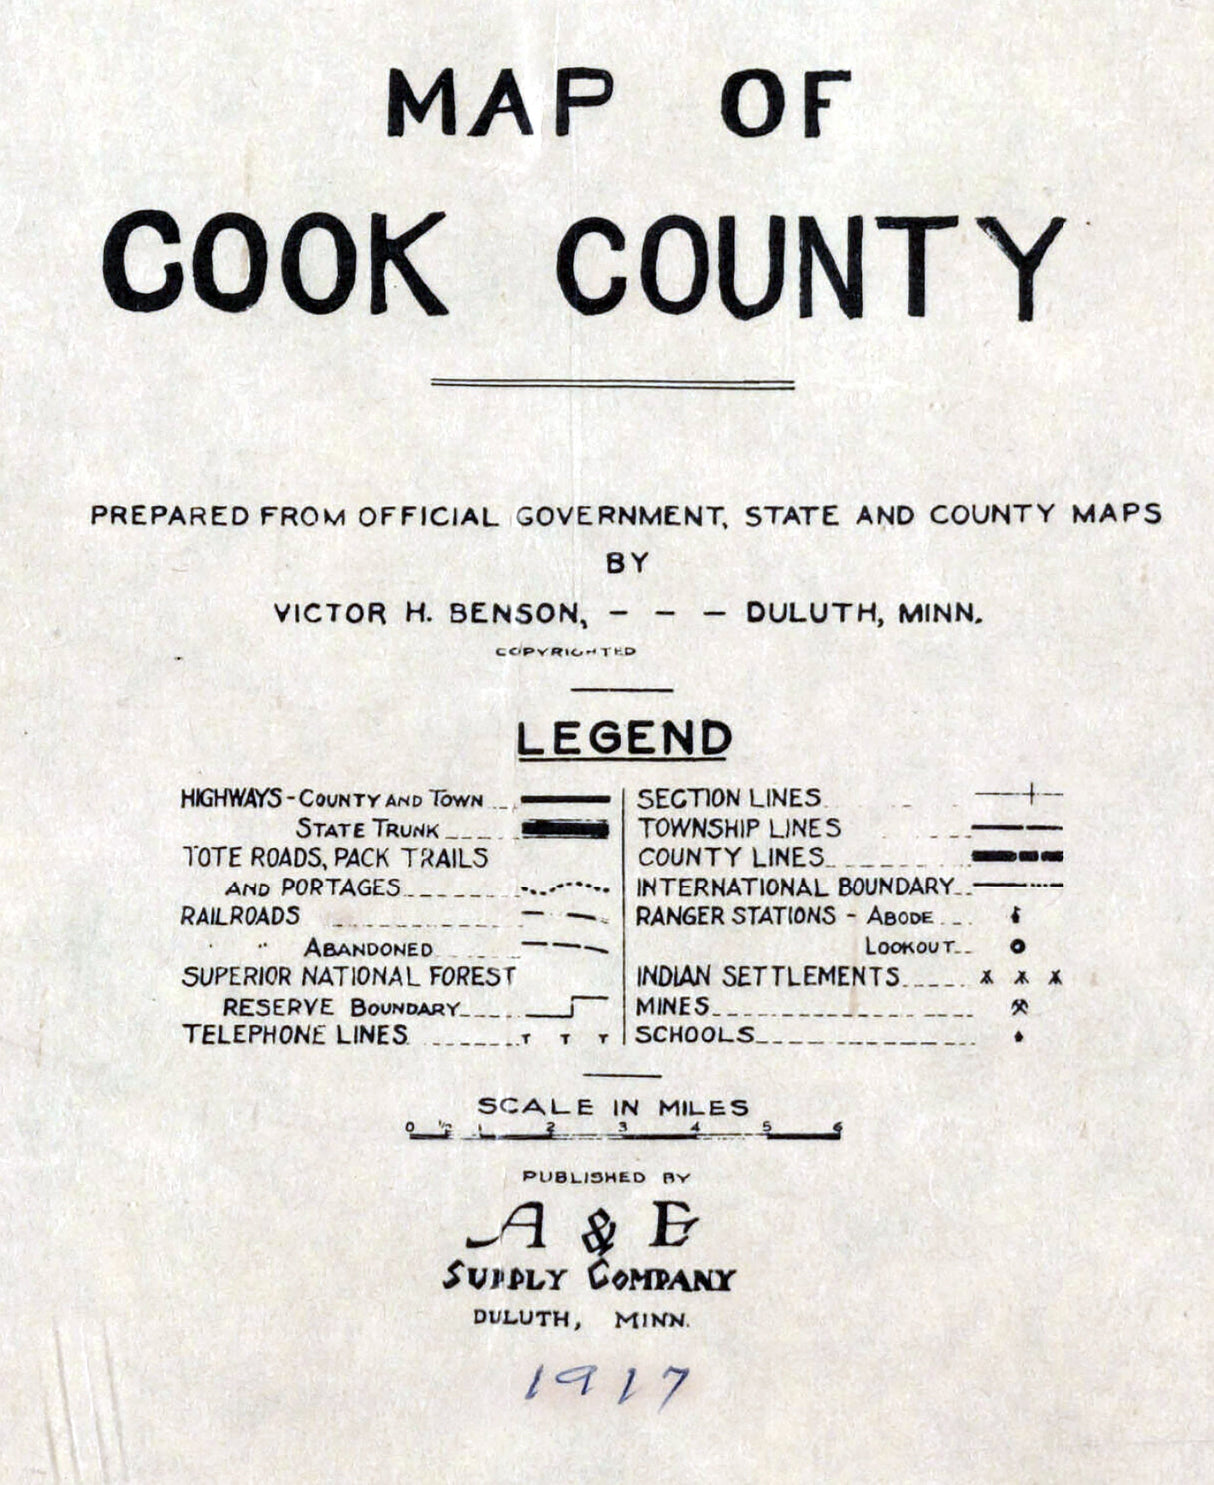 MAP OF
COOK COUNTY
PREPARED FROM OFFICIAL GOVERNMENT, STATE AND COUNTY MAPS
BY
VICTOR H. BENSON, - - - DULUTH, MINN.
COPYRIGHTED
LEGEND
HIGHWAYS - COUNTY AND TOWN
STATE TRUNK
TOTE ROADS, PACK TRAILS
AND PORTAGES
RAILROADS
" " ABANDONED
SUPERIOR NATIONAL FOREST
RESERVE BOUNDARY
TELEPHONE LINES T T T
SECTION LINES
TOWNSHIP LINES
COUNTY LINES
INTERNATIONAL BOUNDARY
RANGER STATIONS - ABODE
LOOKOUT
INDIAN SETTLEMENTS
MINES
SCHOOLS
SCALE IN MILES
0 ½ 1 2 3 4 5 6
PUBLISHED BY
A & E
SUPPLY COMPANY
DULUTH, MINN.
1917